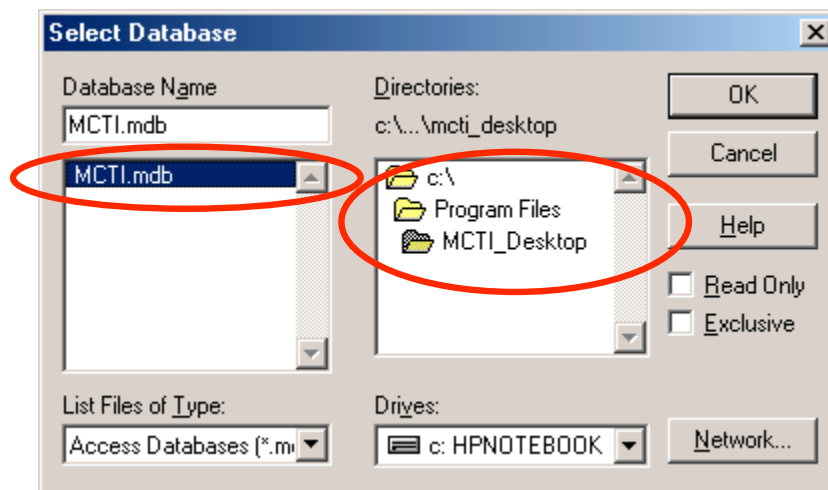 Select Database
Database Name
MCTI.mdb
MCTI.mdb
List Files of Type:
Access Databases (*.m
Directories:
c:\...\mcti_desktop
c:\
Program Files
MCTI_Desktop
Drives:
c: HPNOTEBOOK
OK
Cancel
Help
Read Only
Exclusive
Network...